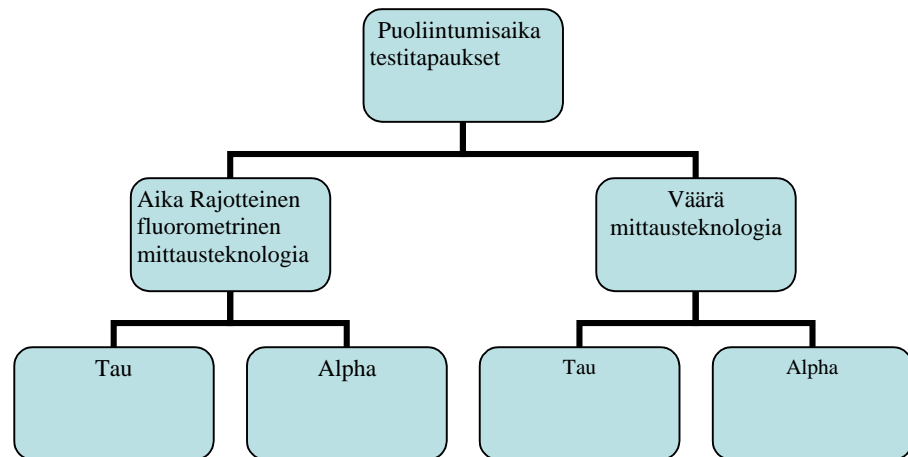 Puoliintumisaika
testitapaukset
Aika Rajotteinen
fluorometrinen
mittausteknologia
Väärä
mittausteknologia
Tau
Alpha
Tau
Alpha